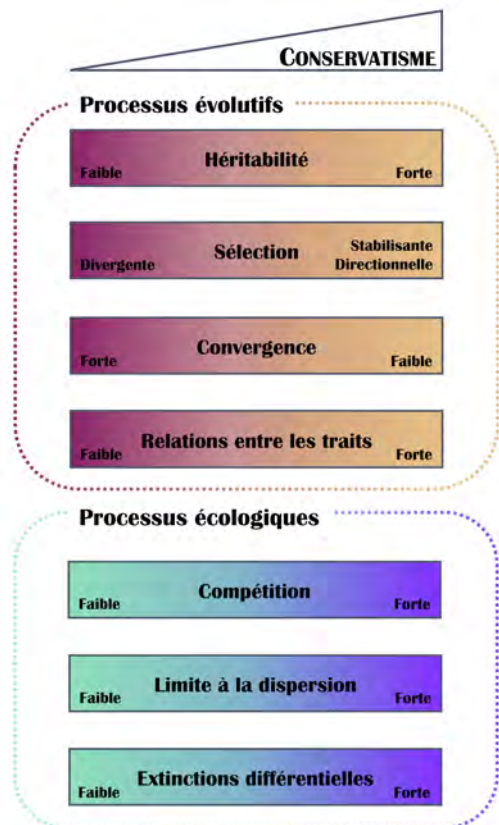 CONSERVATISME
Processus évolutifs
Héritabilité
Faible Forte
Sélection
Divergente
Stabilisante
Directionnelle
Convergence
Forte Faible
Relations entre les traits
Faible Forte
Processus écologiques
Compétition
Faible Forte
Limite à la dispersion
Faible Forte
Extinctions différentielles
Faible Forte